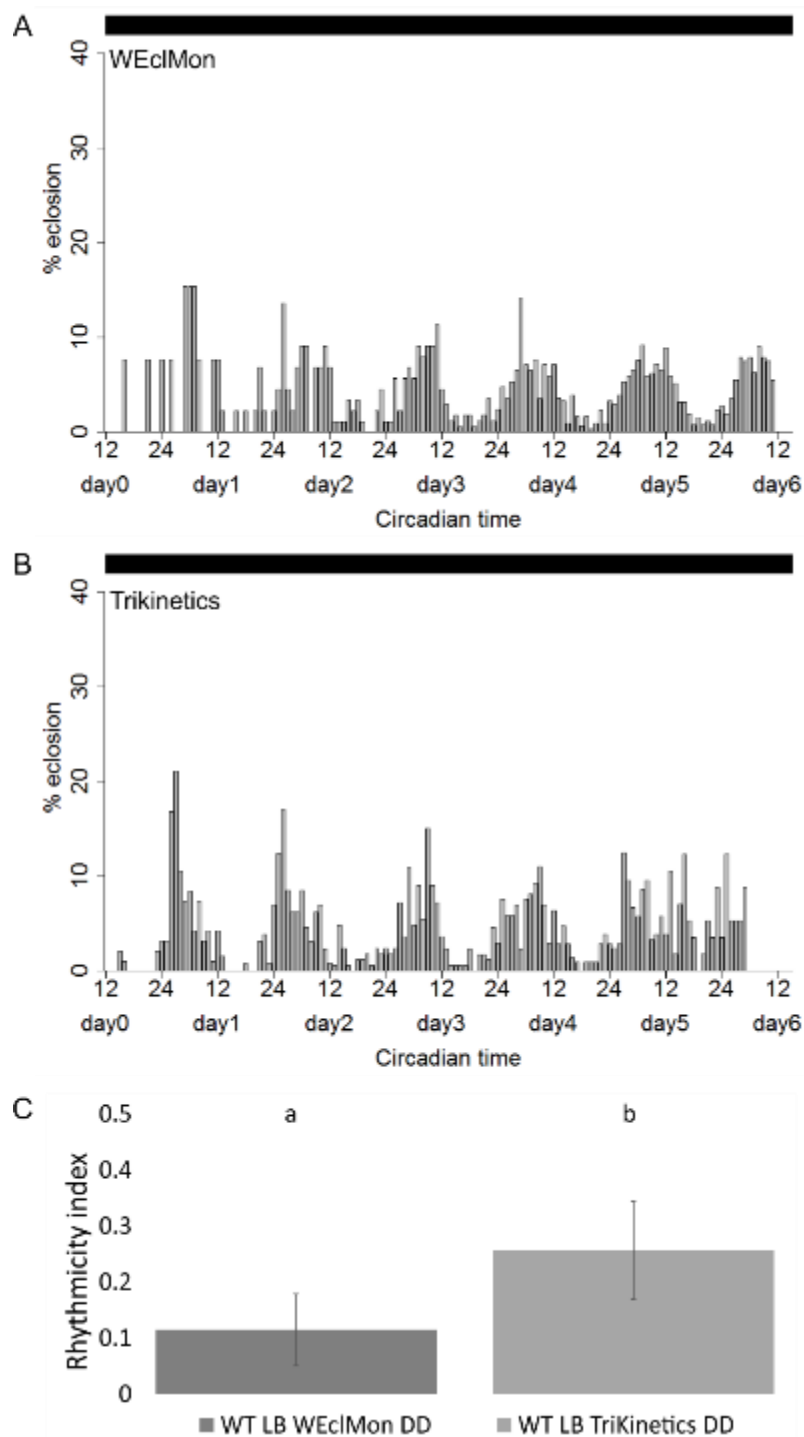 A
WEclMon
40
30
20
10
0
% eclosion
12 24 12 24 12 24 12 24 12 24 12 24 12
day0 day1 day2 day3 day4 day5 day6
Circadian time
B
Trikinetics
40
30
20
10
0
% eclosion
12 24 12 24 12 24 12 24 12 24 12 24 12
day0 day1 day2 day3 day4 day5 day6
Circadian time
C
a b
0.5
0.4
0.3
0.2
0.1
0
Rhythmicity index
WT LB WEclMon DD WT LB TriKinetics DD